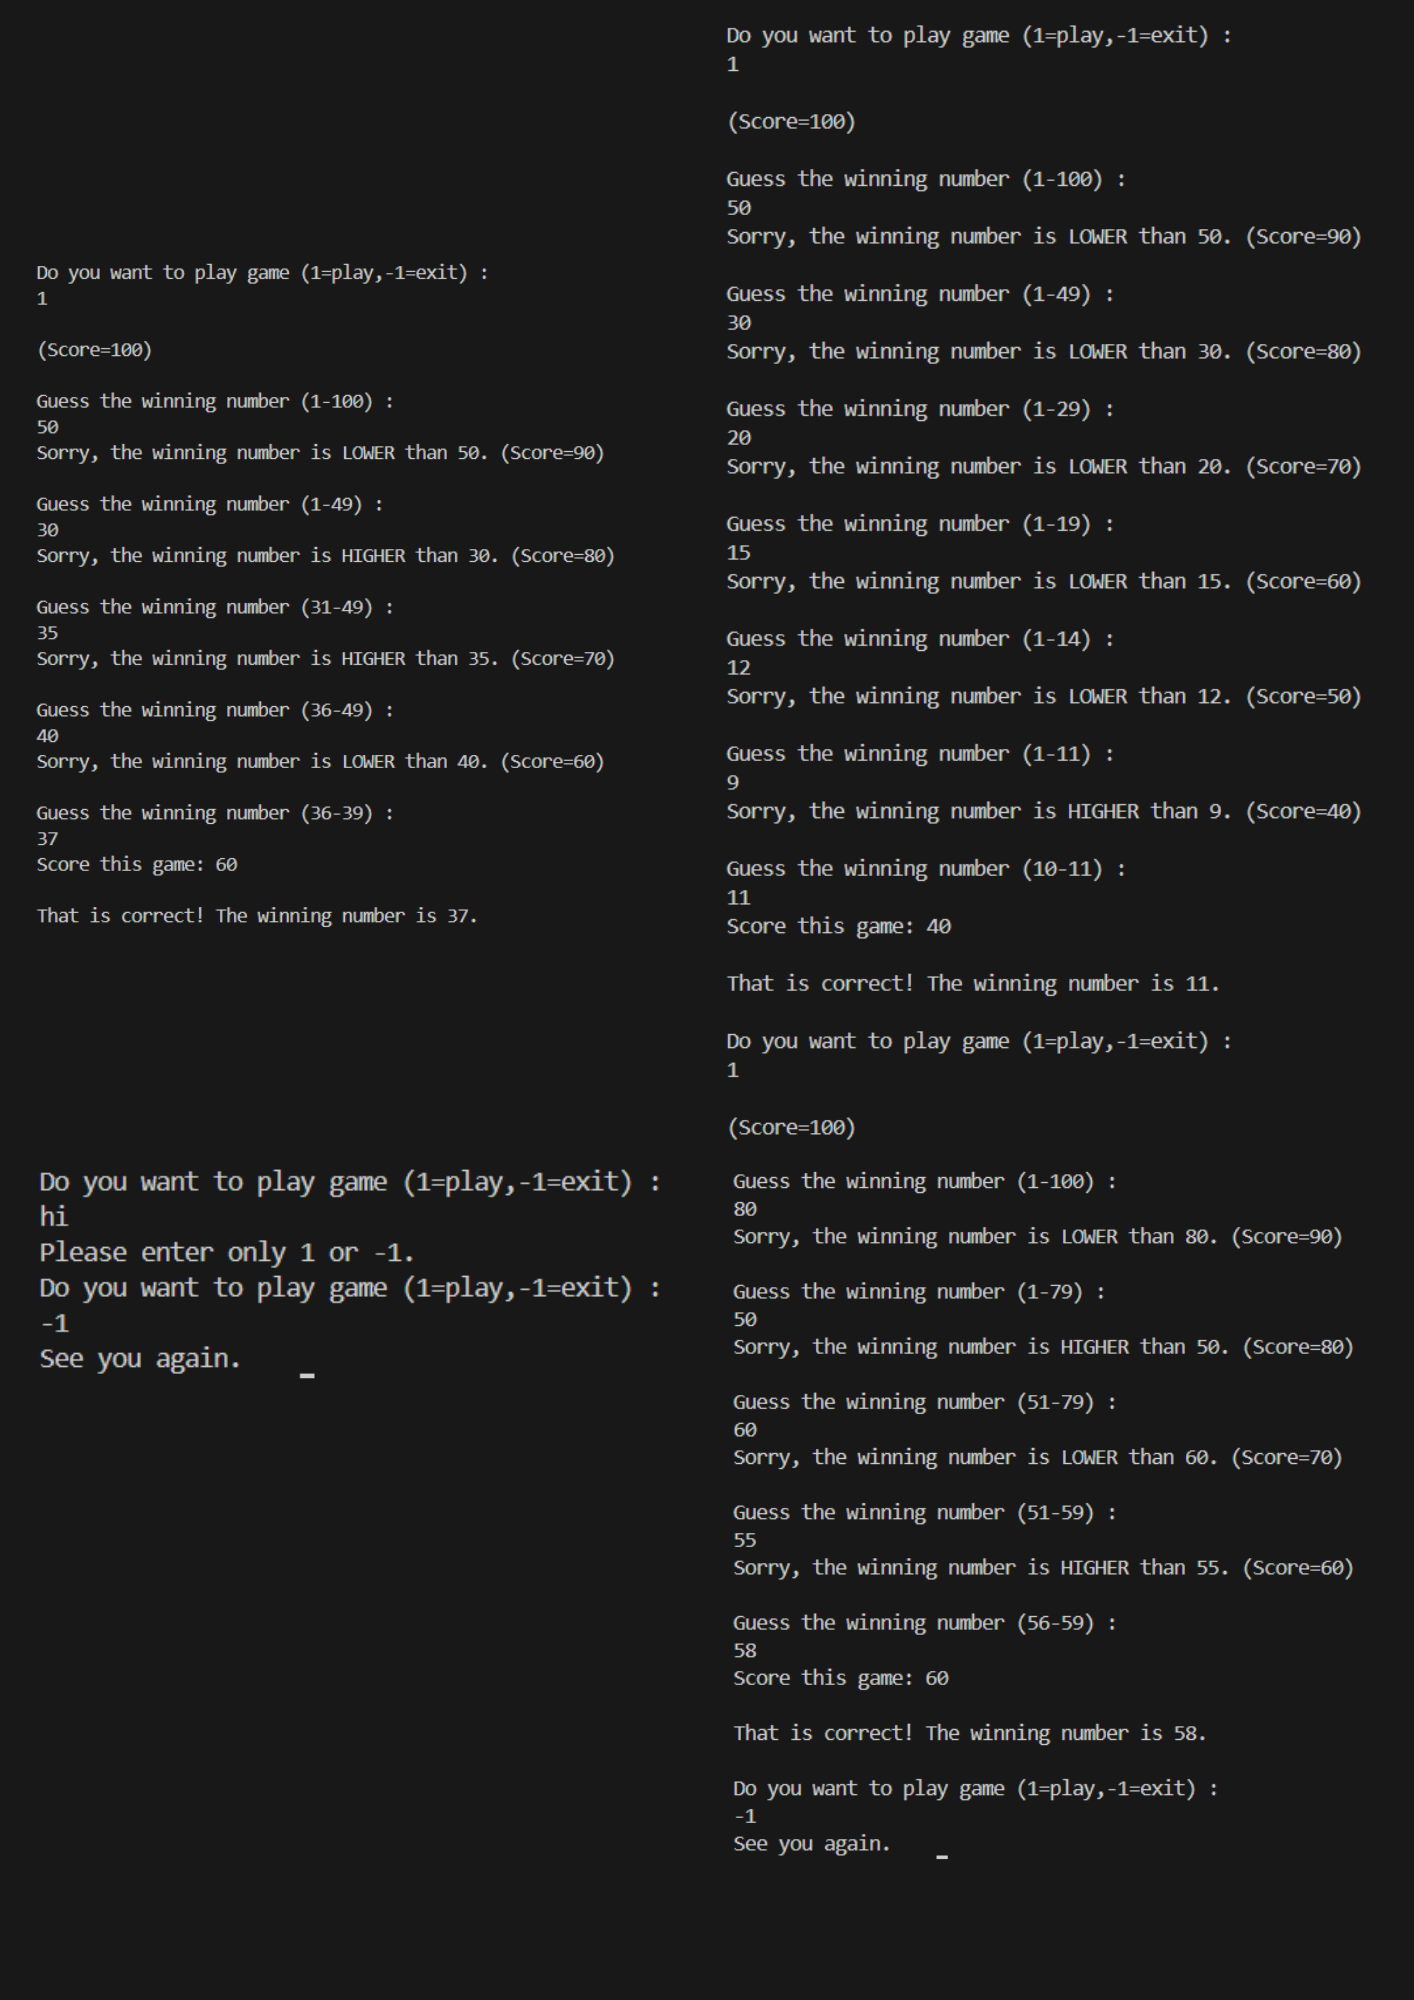 Do you want to play game (1=play,-1=exit) :
1
(Score=100)
Guess the winning number (1-100) :
50
Sorry, the winning number is LOWER than 50. (Score=90)
Guess the winning number (1-49) :
30
Sorry, the winning number is HIGHER than 30. (Score=80)
Guess the winning number (31-49) :
35
Sorry, the winning number is HIGHER than 35. (Score=70)
Guess the winning number (36-49) :
40
Sorry, the winning number is LOWER than 40. (Score=60)
Guess the winning number (36-39) :
37
Score this game: 60
That is correct! The winning number is 37.
Do you want to play game (1=play,-1=exit) :
hi
Please enter only 1 or -1.
Do you want to play game (1=play,-1=exit) :
-1
See you again.
Do you want to play game (1=play,-1=exit) :
1
(Score=100)
Guess the winning number (1-100) :
50
Sorry, the winning number is LOWER than 50. (Score=90)
Guess the winning number (1-49) :
30
Sorry, the winning number is LOWER than 30. (Score=80)
Guess the winning number (1-29) :
20
Sorry, the winning number is LOWER than 20. (Score=70)
Guess the winning number (1-19) :
15
Sorry, the winning number is LOWER than 15. (Score=60)
Guess the winning number (1-14) :
12
Sorry, the winning number is LOWER than 12. (Score=50)
Guess the winning number (1-11) :
9
Sorry, the winning number is HIGHER than 9. (Score=40)
Guess the winning number (10-11) :
11
Score this game: 40
That is correct! The winning number is 11.
Do you want to play game (1=play,-1=exit) :
1
(Score=100)
Guess the winning number (1-100) :
80
Sorry, the winning number is LOWER than 80. (Score=90)
Guess the winning number (1-79) :
50
Sorry, the winning number is HIGHER than 50. (Score=80)
Guess the winning number (51-79) :
60
Sorry, the winning number is LOWER than 60. (Score=70)
Guess the winning number (51-59) :
55
Sorry, the winning number is HIGHER than 55. (Score=60)
Guess the winning number (56-59) :
58
Score this game: 60
That is correct! The winning number is 58.
Do you want to play game (1=play,-1=exit) :
-1
See you again.